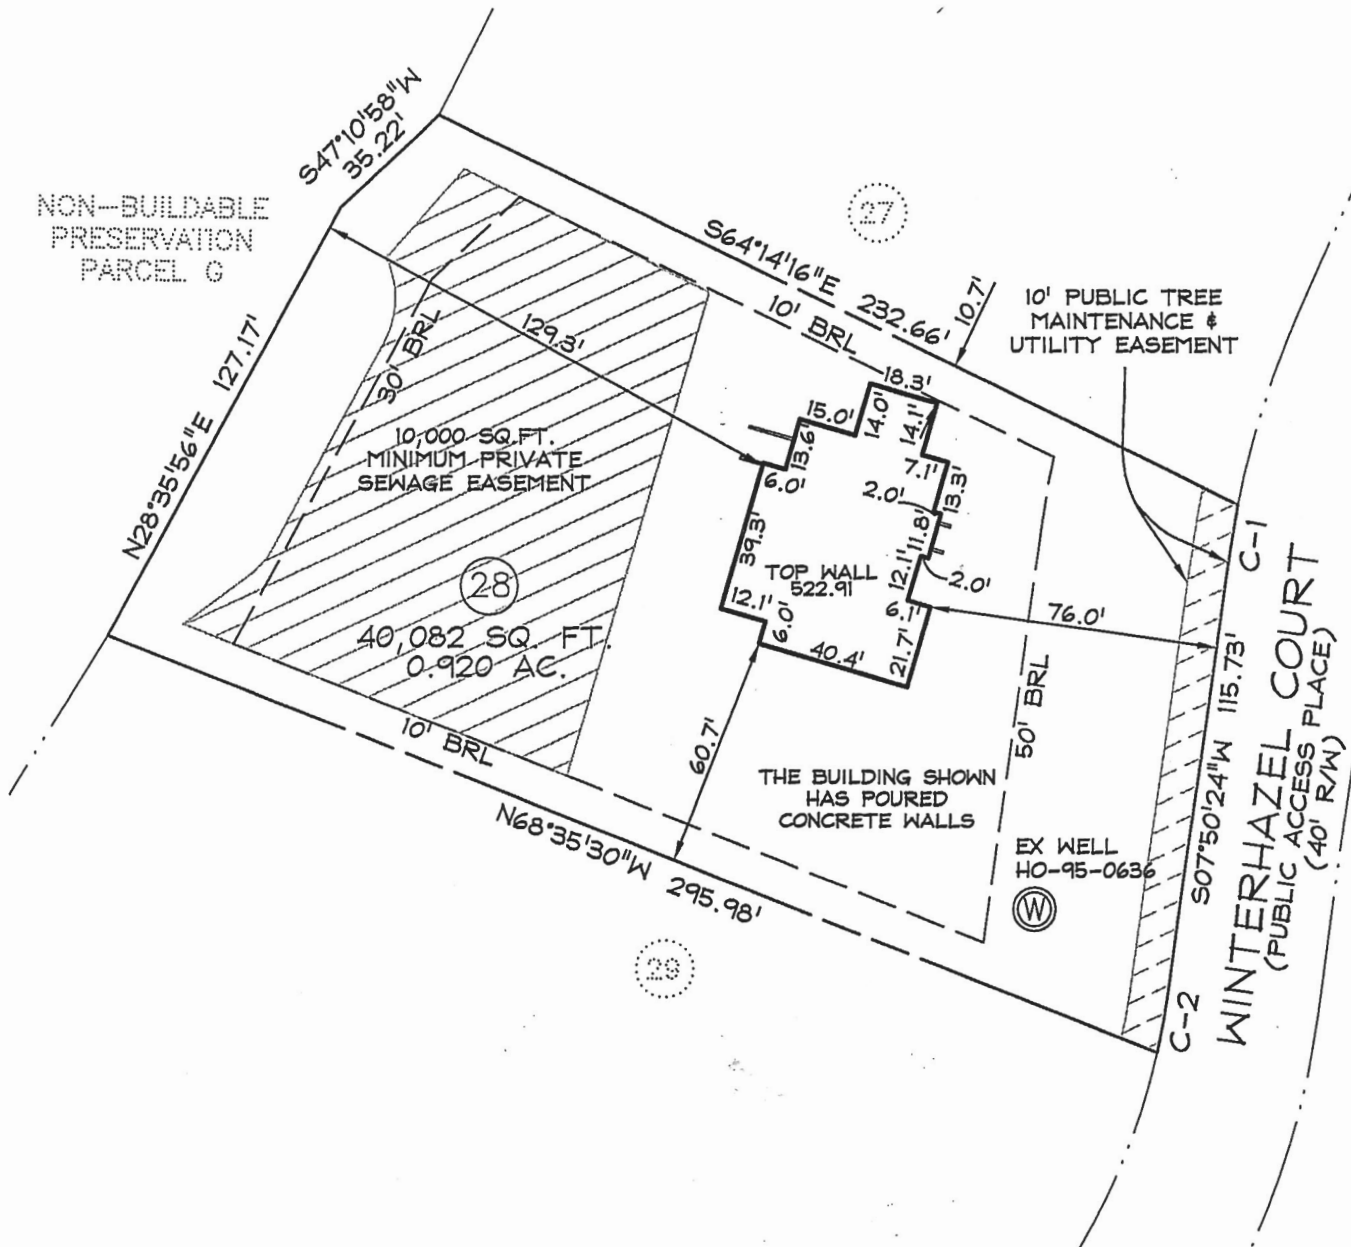 S47°10'58"W
35.22'
NON-BUILDABLE
PRESERVATION
PARCEL G
27
S64°14'16"E 232.66'
10.7'
10' PUBLIC TREE
MAINTENANCE &
UTILITY EASEMENT
10' BRL
129.3'
30' BRL
N28°35'56"E 127.17'
18.3'
15.0'
14.0'
14.1'
13.6'
7.1'
6.0'
13.3'
2.0'
11.8'
39.3'
12.1'
2.0'
TOP WALL
522.91
12.1'
6.0'
6.1'
21.7'
40.4'
10,000 SQ.FT.
MINIMUM PRIVATE
SEWAGE EASEMENT
28
40,082 SQ. FT.
0.920 AC.
76.0'
60.7'
50' BRL
10' BRL
THE BUILDING SHOWN
HAS POURED
CONCRETE WALLS
N68°35'30"W 295.98'
EX WELL
HO-95-0636
W
29
C-1
S07°50'24"W 115.73'
C-2
WINTERHAZEL COURT
(PUBLIC ACCESS PLACE)
(40' R/W)